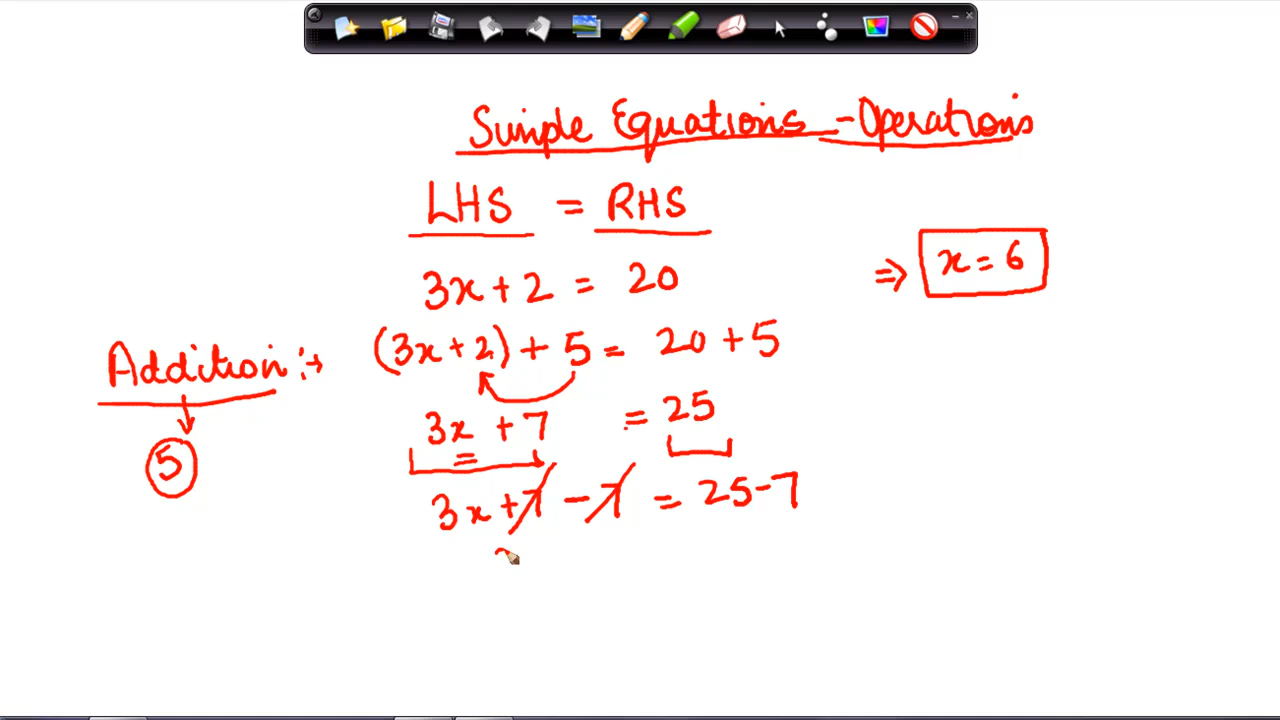 Simple Equations - Operations
LHS = RHS
3x + 2 = 20
⇒ x = 6
Addition :→
(3x + 2) + 5 = 20 + 5
3x + 7 = 25
5
3x + 7 - 7 = 25 - 7